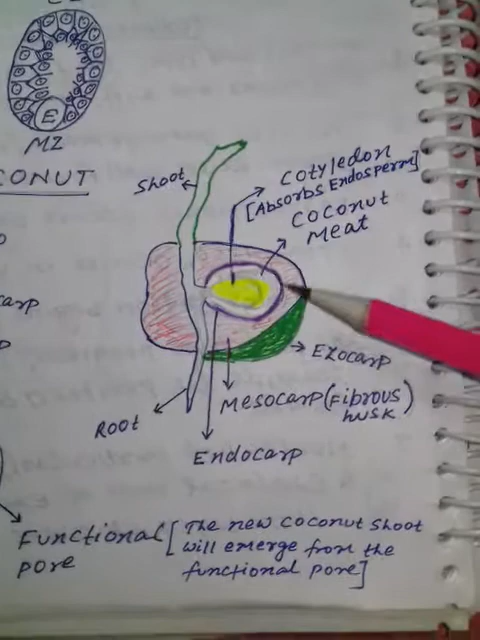 E
MZ
CONUT
Shoot
Cotyledon
[Absorbs Endosperm]
Coconut
Meat
arp
Exocarp
Mesocarp (Fibrous
husk)
Root
Endocarp
Functional
pore
[The new coconut shoot
will emerge from the
functional pore]